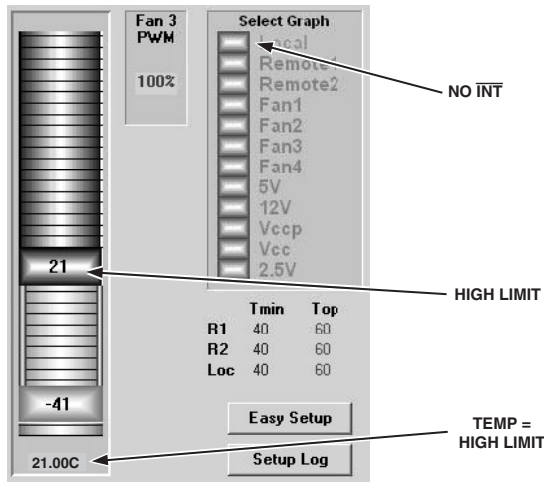 Fan 3
PWM
100%
Select Graph
Local
Remote1
Remote2
Fan1
Fan2
Fan3
Fan4
5V
12V
Vccp
Vcc
2.5V
NO INT
21
HIGH LIMIT
Tmin Top
R1 40 60
R2 40 60
Loc 40 60
-41
Easy Setup
TEMP =
HIGH LIMIT
21.00C
Setup Log